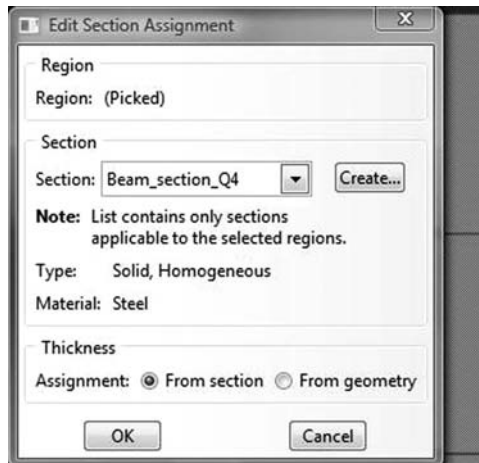 Edit Section Assignment
X
Region
Region: (Picked)
Section
Section: Beam_section_Q4 Create...
Note: List contains only sections
applicable to the selected regions.
Type: Solid, Homogeneous
Material: Steel
Thickness
Assignment: From section From geometry
OK Cancel